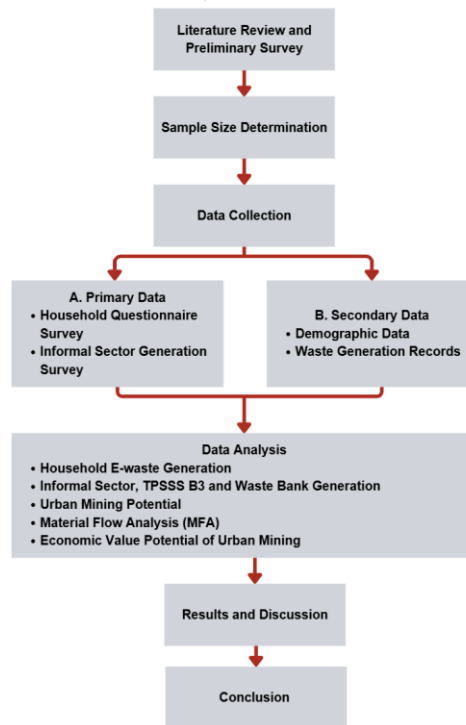 Literature Review and
Preliminary Survey
Sample Size Determination
Data Collection
A. Primary Data
• Household Questionnaire
Survey
• Informal Sector Generation
Survey
B. Secondary Data
• Demographic Data
• Waste Generation Records
Data Analysis
• Household E-waste Generation
• Informal Sector, TPSSS B3 and Waste Bank Generation
• Urban Mining Potential
• Material Flow Analysis (MFA)
• Economic Value Potential of Urban Mining
Results and Discussion
Conclusion